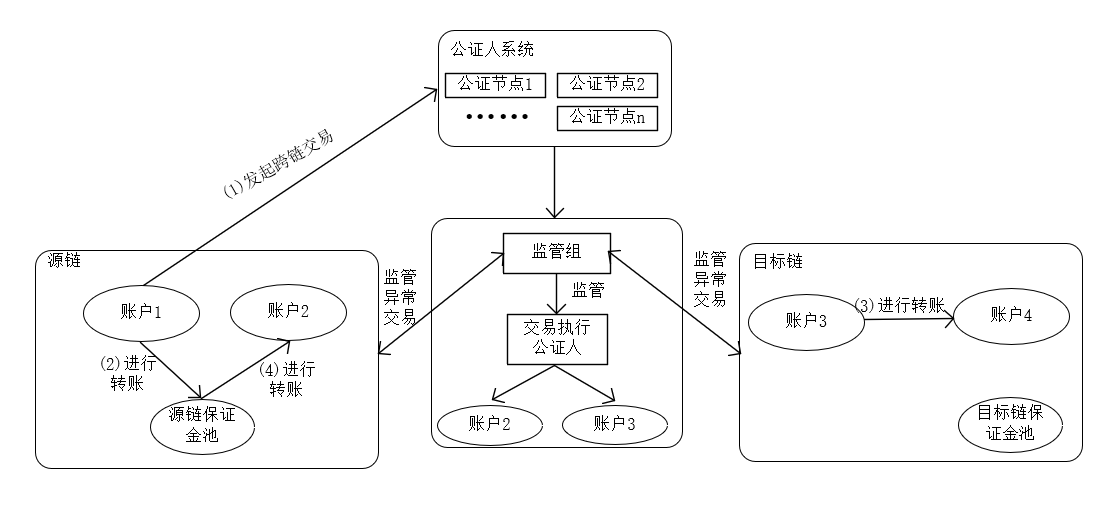 公证人系统
公证节点1
公证节点2
••••••
公证节点n
(1)发起跨链交易
源链
账户1
账户2
(2)进行
转账
(4)进行
转账
源链保证
金池
监管
异常
交易
监管组
监管
交易执行
公证人
账户2
账户3
监管
异常
交易
目标链
账户3
(3)进行转账
账户4
目标链保
证金池